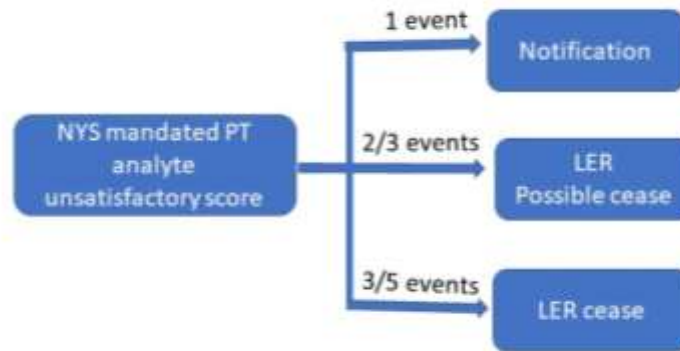 1 event
Notification
NYS mandated PT
analyte
unsatisfactory score
2/3 events
LER
Possible cease
3/5 events
LER cease